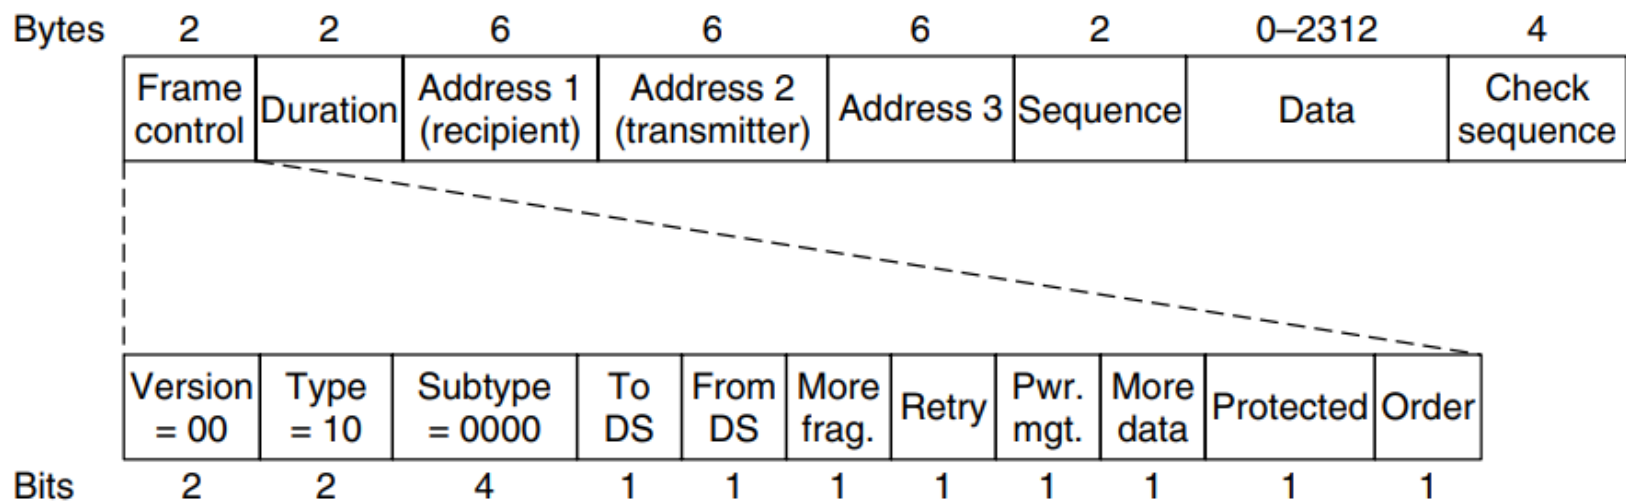 Bytes 2 2 6 6 6 2 0–2312 4
Frame control Duration Address 1 (recipient) Address 2 (transmitter) Address 3 Sequence Data Check sequence
Version = 00 Type = 10 Subtype = 0000 To DS From DS More frag. Retry Pwr. mgt. More data Protected Order
Bits 2 2 4 1 1 1 1 1 1 1 1